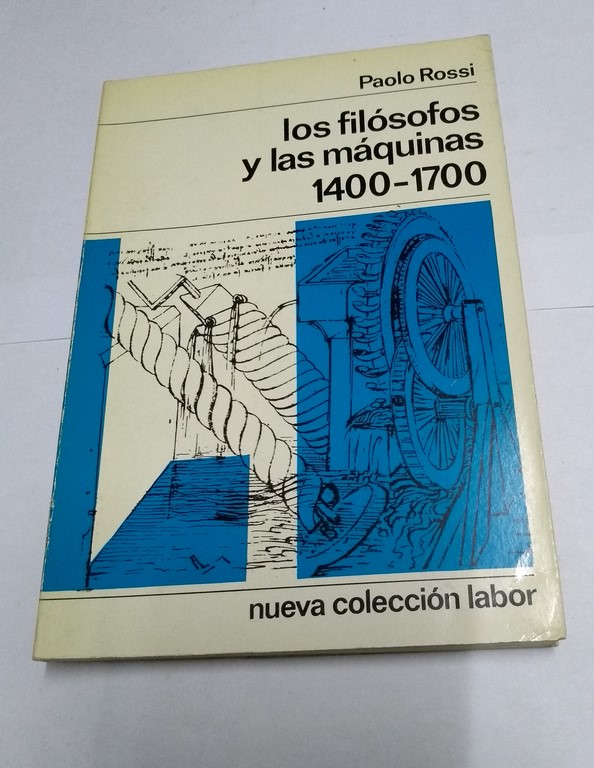 Paolo Rossi
los filósofos
y las máquinas
1400-1700
nueva colección labor